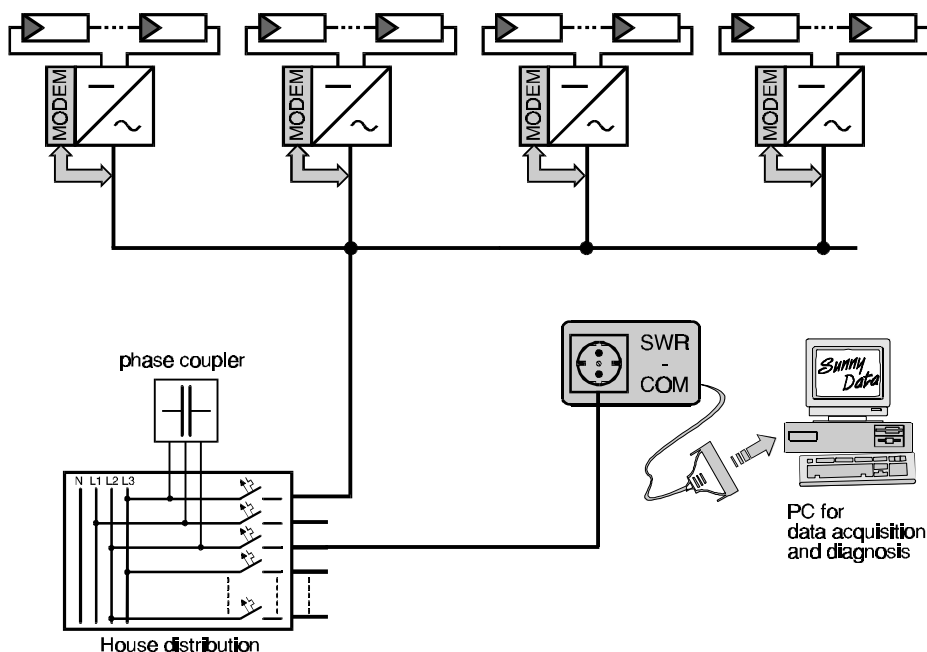 MODEM
MODEM
MODEM
MODEM
phase coupler
SWR
-
COM
Sunny
Data
N L1 L2 L3
PC for
data acquisition
and diagnosis
House distribution